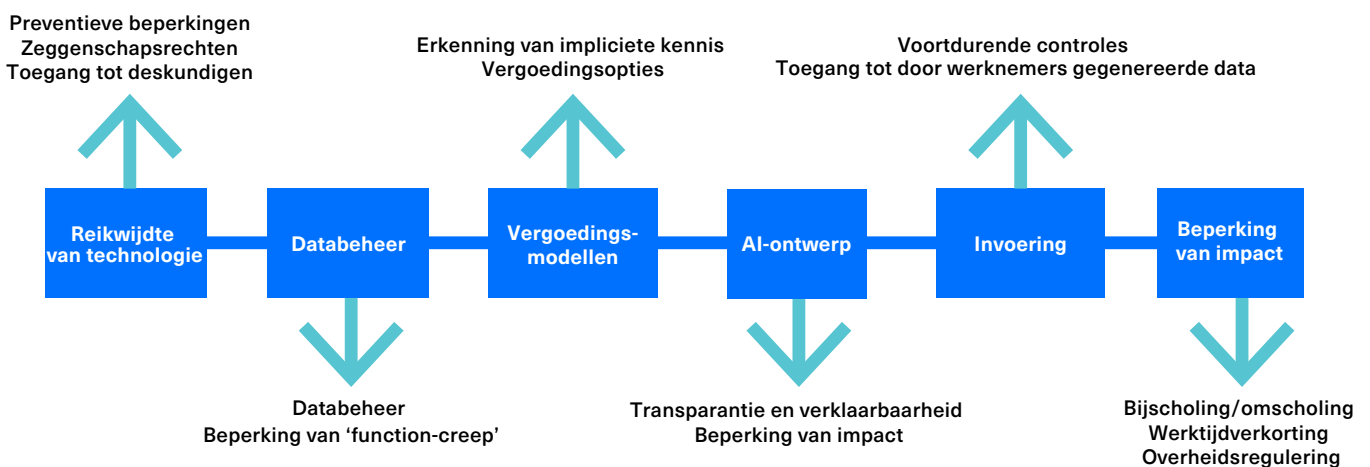 Preventieve beperkingen
Zeggenschapsrechten
Toegang tot deskundigen
Erkenning van impliciete kennis
Vergoedingsopties
Voortdurende controles
Toegang tot door werknemers gegenereerde data
Reikwijdte
van technologie
Databeheer
Vergoedings-
modellen
AI-ontwerp
Invoering
Beperking
van impact
Databeheer
Beperking van ‘function-creep’
Transparantie en verklaarbaarheid
Beperking van impact
Bijscholing/omscholing
Werktijdverkorting
Overheidsregulering